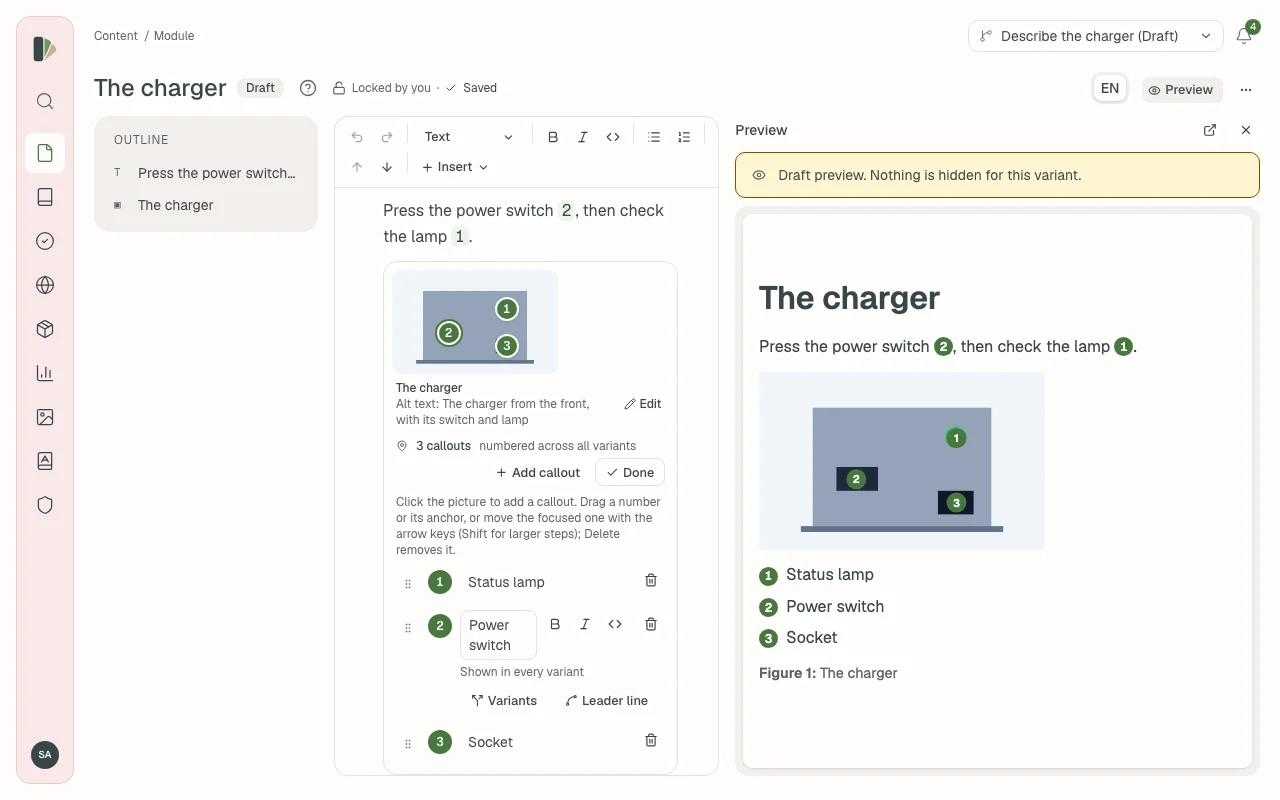 Content / Module
Describe the charger (Draft)
4
The charger
Draft
Locked by you · Saved
EN
Preview
OUTLINE
T Press the power switch…
The charger
Text
B I
Insert
Press the power switch 2, then check
the lamp 1.
1
2
3
The charger
Alt text: The charger from the front,
with its switch and lamp
Edit
3 callouts numbered across all variants
Add callout
Done
Click the picture to add a callout. Drag a number
or its anchor, or move the focused one with the
arrow keys (Shift for larger steps); Delete
removes it.
1 Status lamp
2 Power
switch
B I
Shown in every variant
Variants
Leader line
3 Socket
Preview
Draft preview. Nothing is hidden for this variant.
The charger
Press the power switch 2, then check the lamp 1.
1
2
3
1 Status lamp
2 Power switch
3 Socket
Figure 1: The charger
SA